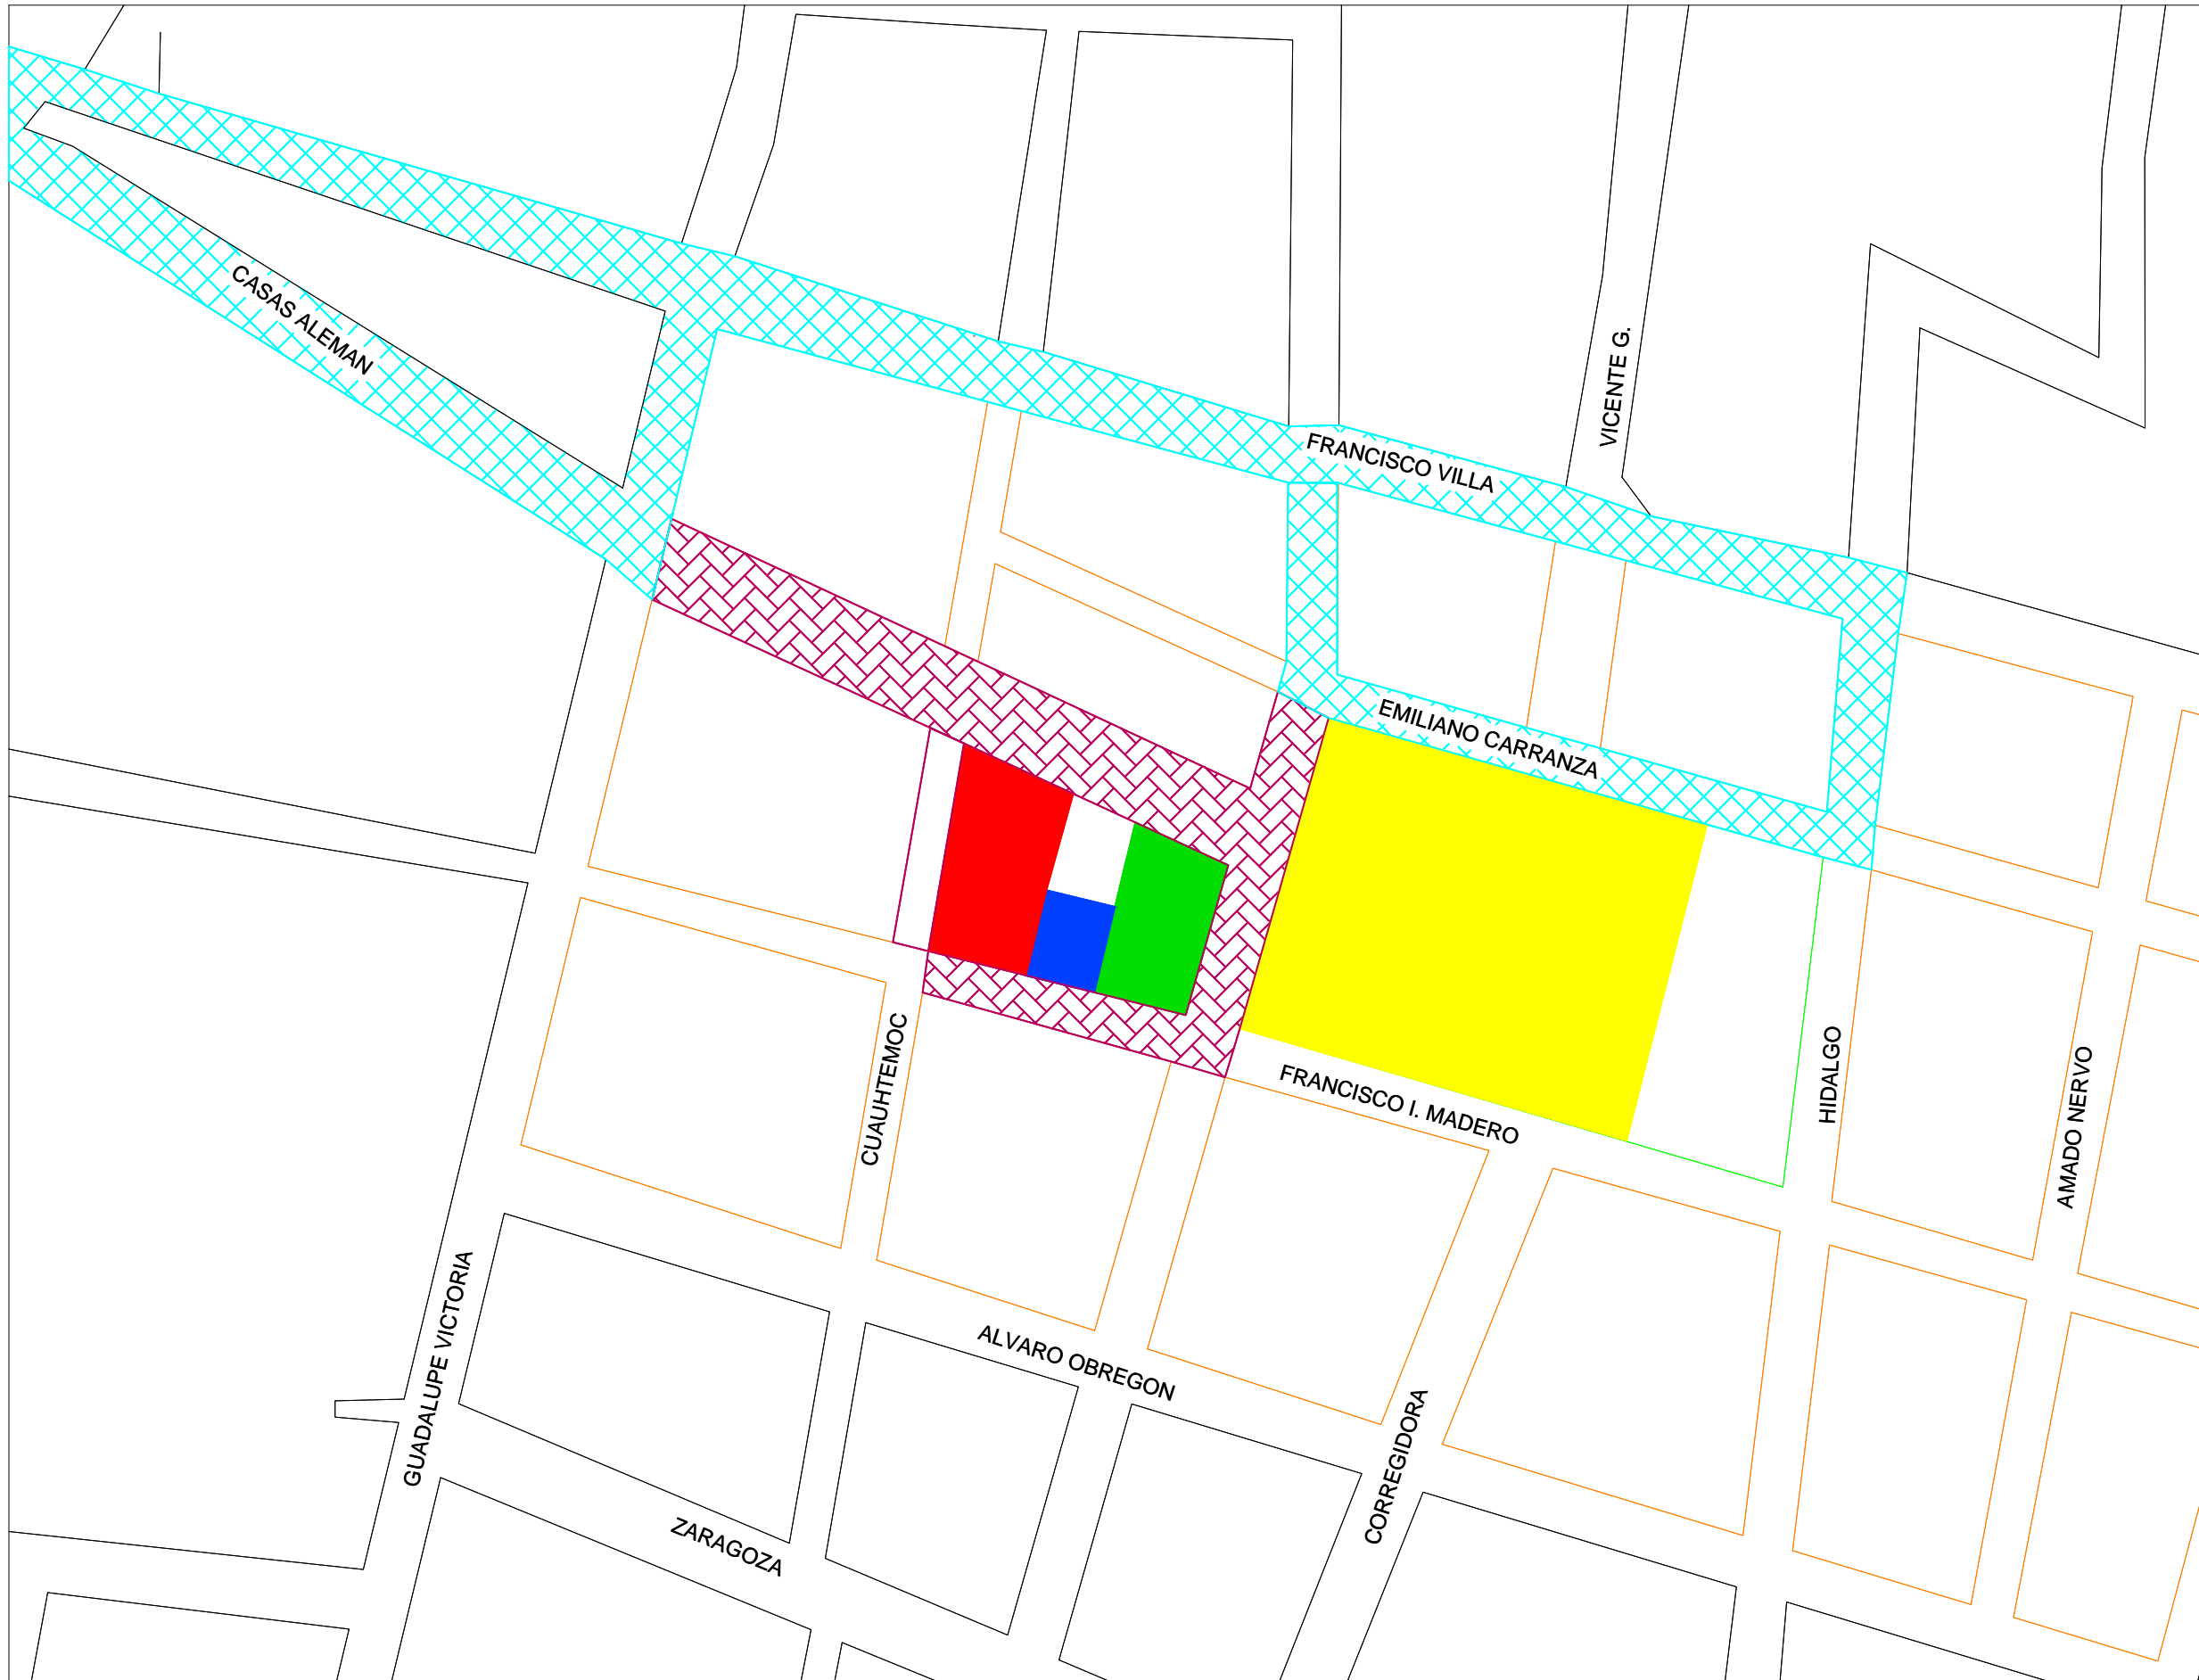 CASAS ALEMAN
VICENTE G.
FRANCISCO VILLA
EMILIANO CARRANZA
CUAUHTEMOC
FRANCISCO I. MADERO
HIDALGO
AMADO NERVO
GUADALUPE VICTORIA
ALVARO OBREGON
CORREGIDORA
ZARAGOZA